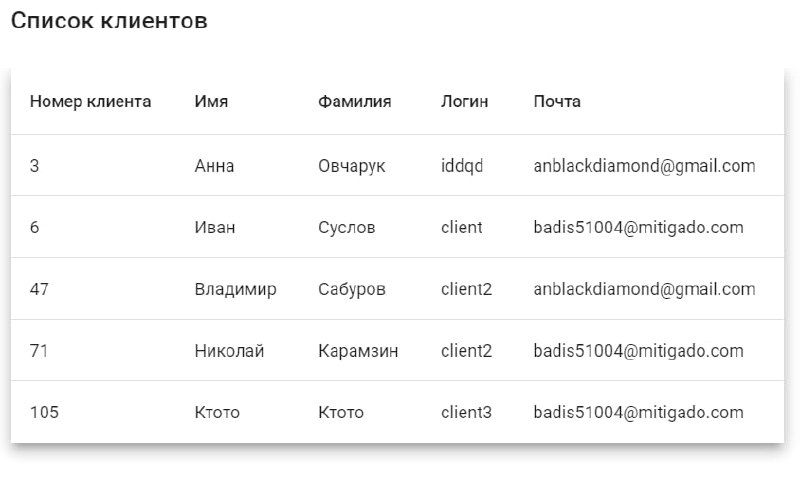 Список клиентов
Номер клиента Имя Фамилия Логин Почта
3 Анна Овчарук iddqd anblackdiamond@gmail.com
6 Иван Суслов client badis51004@mitigado.com
47 Владимир Сабуров client2 anblackdiamond@gmail.com
71 Николай Карамзин client2 badis51004@mitigado.com
105 Ктото Ктото client3 badis51004@mitigado.com